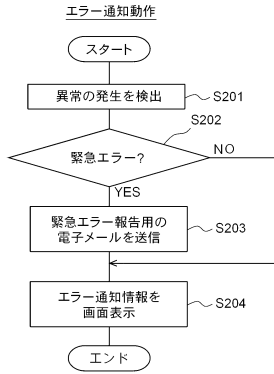 エラー通知動作
スタート
異常の発生を検出
S201
S202
緊急エラー?
NO
YES
緊急エラー報告用の
電子メールを送信
S203
エラー通知情報を
画面表示
S204
エンド